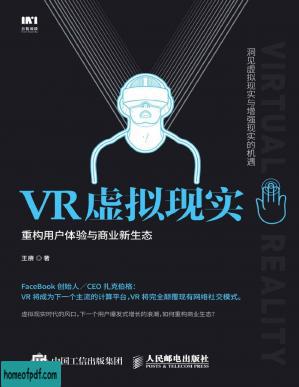 洞见虚拟现实与增强现实的机遇
VIRTUAL REALITY
VR 虚拟现实
重构用户体验与商业新生态
王赓◎著
FaceBook 创始人／CEO 扎克伯格：
VR 将成为下一个主流的计算平台,VR 将完全颠覆现有网络社交模式。
虚拟现实时代的风口，下一个用户爆发式增长的浪潮，如何重构商业生态？
中国工信出版集团
人民邮电出版社
homeofpdf.com
homeofpdf.com